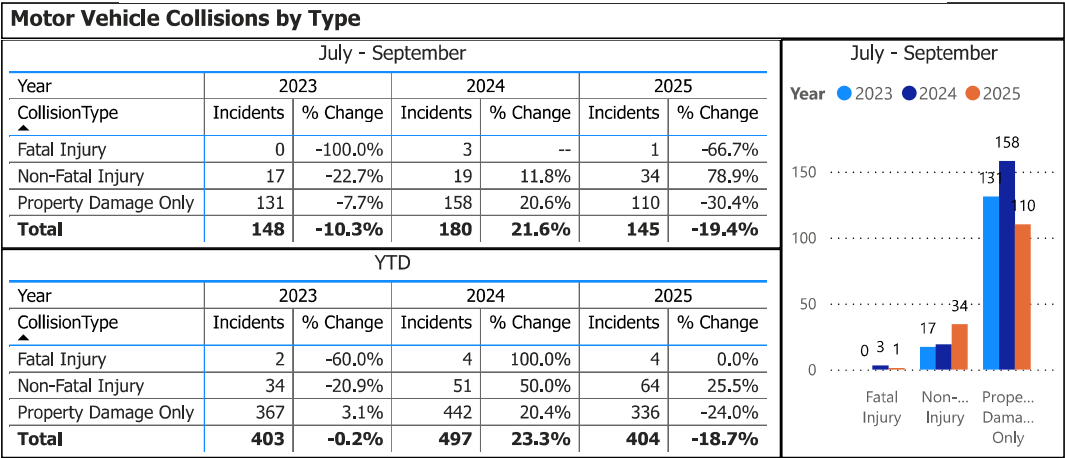 Motor Vehicle Collisions by Type
July - September
Year 2023 2024 2025
CollisionType Incidents % Change Incidents % Change Incidents % Change
Fatal Injury 0 -100.0% 3 -- 1 -66.7%
Non-Fatal Injury 17 -22.7% 19 11.8% 34 78.9%
Property Damage Only 131 -7.7% 158 20.6% 110 -30.4%
Total 148 -10.3% 180 21.6% 145 -19.4%
YTD
Year 2023 2024 2025
CollisionType Incidents % Change Incidents % Change Incidents % Change
Fatal Injury 2 -60.0% 4 100.0% 4 0.0%
Non-Fatal Injury 34 -20.9% 51 50.0% 64 25.5%
Property Damage Only 367 3.1% 442 20.4% 336 -24.0%
Total 403 -0.2% 497 23.3% 404 -18.7%
July - September
Year 2023 2024 2025
158
150
131
110
100
50
34
17
0 3 1
0
Fatal Non-... Prope...
Injury Injury Dama...
Only